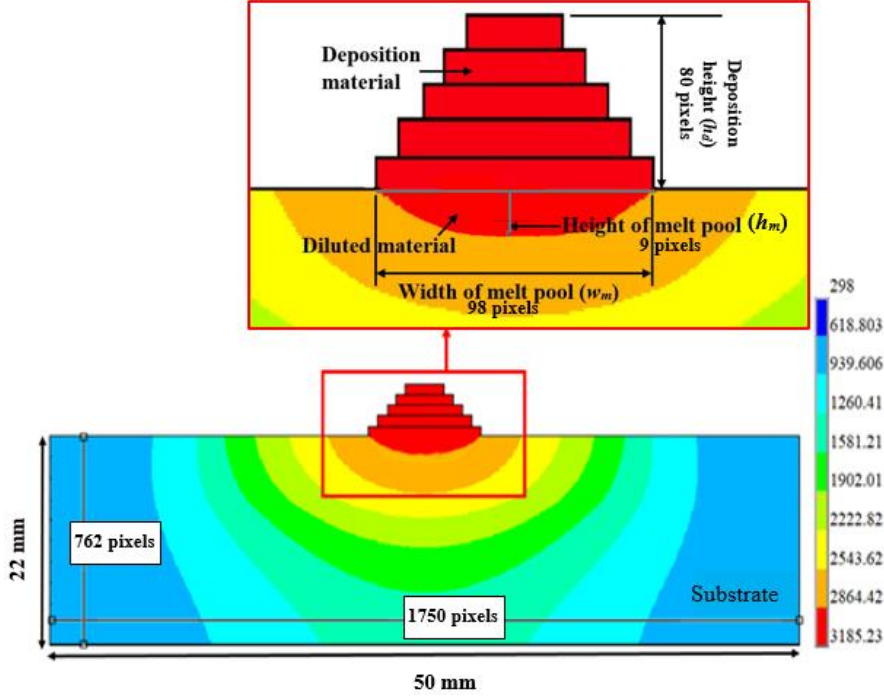 Deposition
material
Deposition
height (hd)
80 pixels
Diluted material
Height of melt pool (hm)
9 pixels
Width of melt pool (wm)
98 pixels
298
618.803
939.606
1260.41
1581.21
1902.01
2222.82
2543.62
2864.42
3185.23
22 mm
762 pixels
1750 pixels
Substrate
50 mm